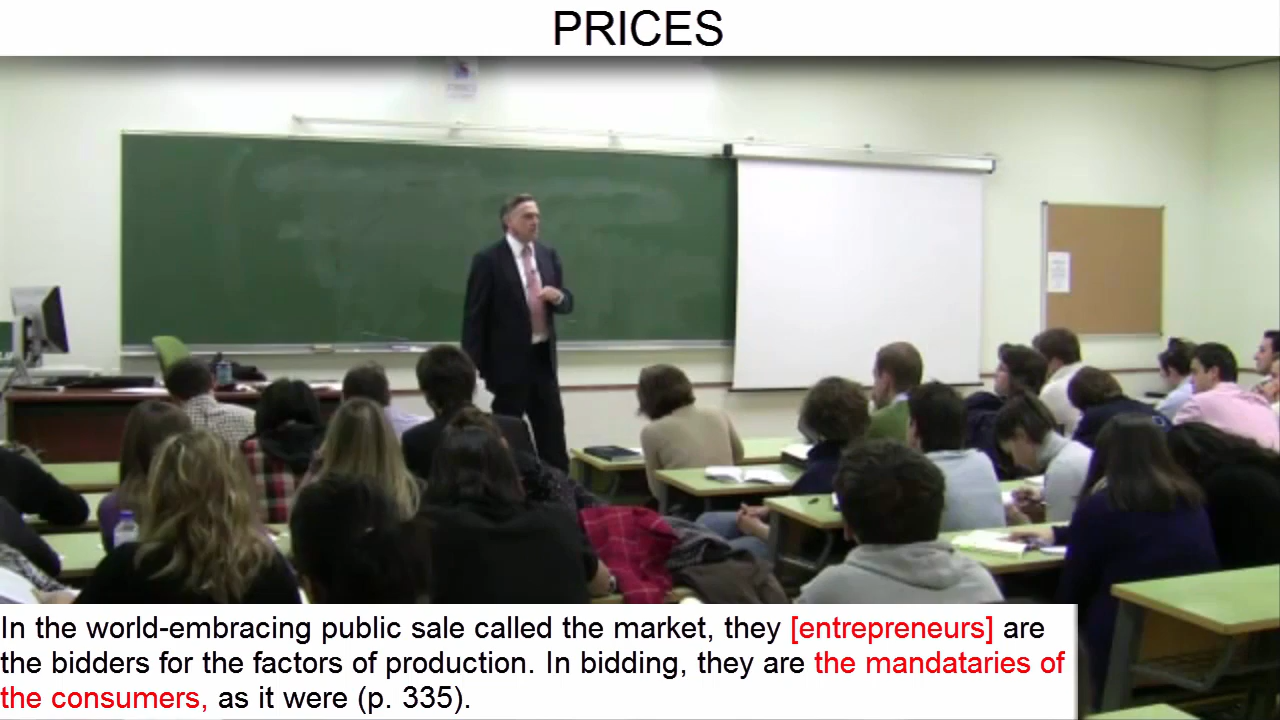 PRICES
In the world-embracing public sale called the market, they [entrepreneurs] are
the bidders for the factors of production. In bidding, they are the mandataries of
the consumers, as it were (p. 335).